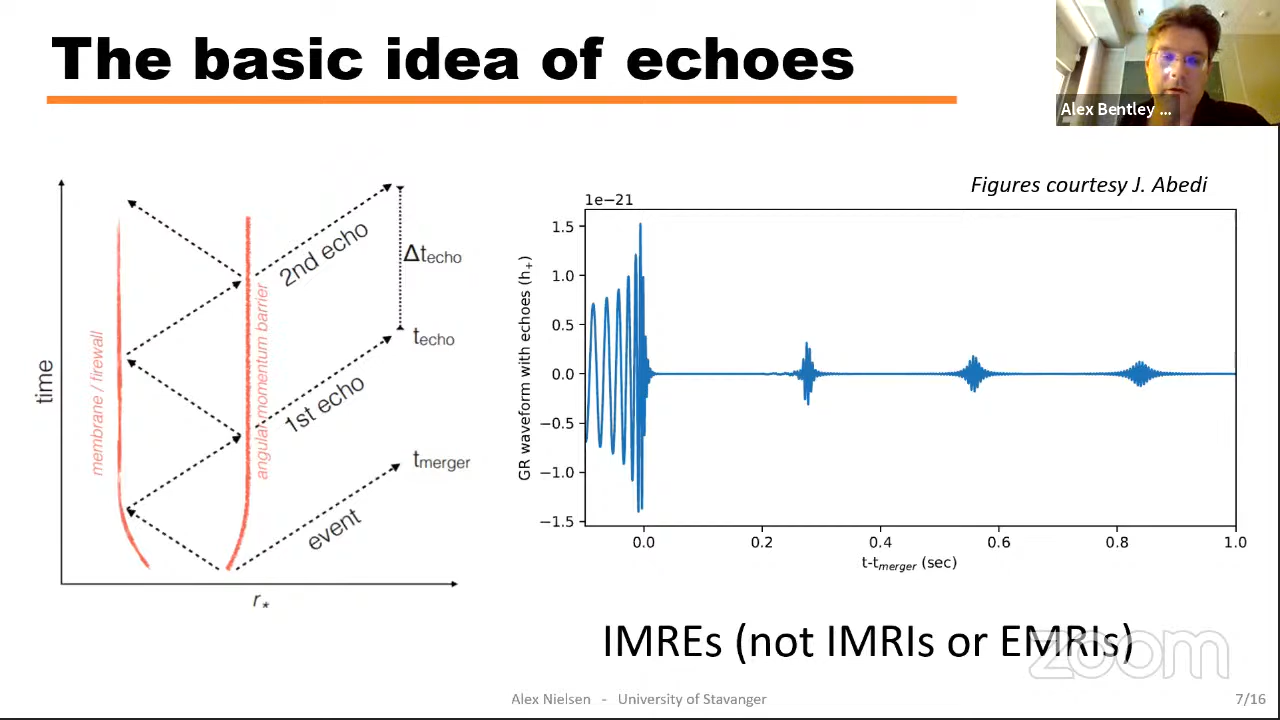 The basic idea of echoes
Alex Bentley ...
Figures courtesy J. Abedi
time
membrane / firewall
angular momentum barrier
2nd echo
Δtecho
techo
1st echo
tmerger
event
r*
1e−21
GR waveform with echoes (h+)
1.5
1.0
0.5
0.0
−0.5
−1.0
−1.5
0.0 0.2 0.4 0.6 0.8 1.0
t-tmerger (sec)
IMREs (not IMRIs or EMRIs)
zoom
Alex Nielsen - University of Stavanger
7/16